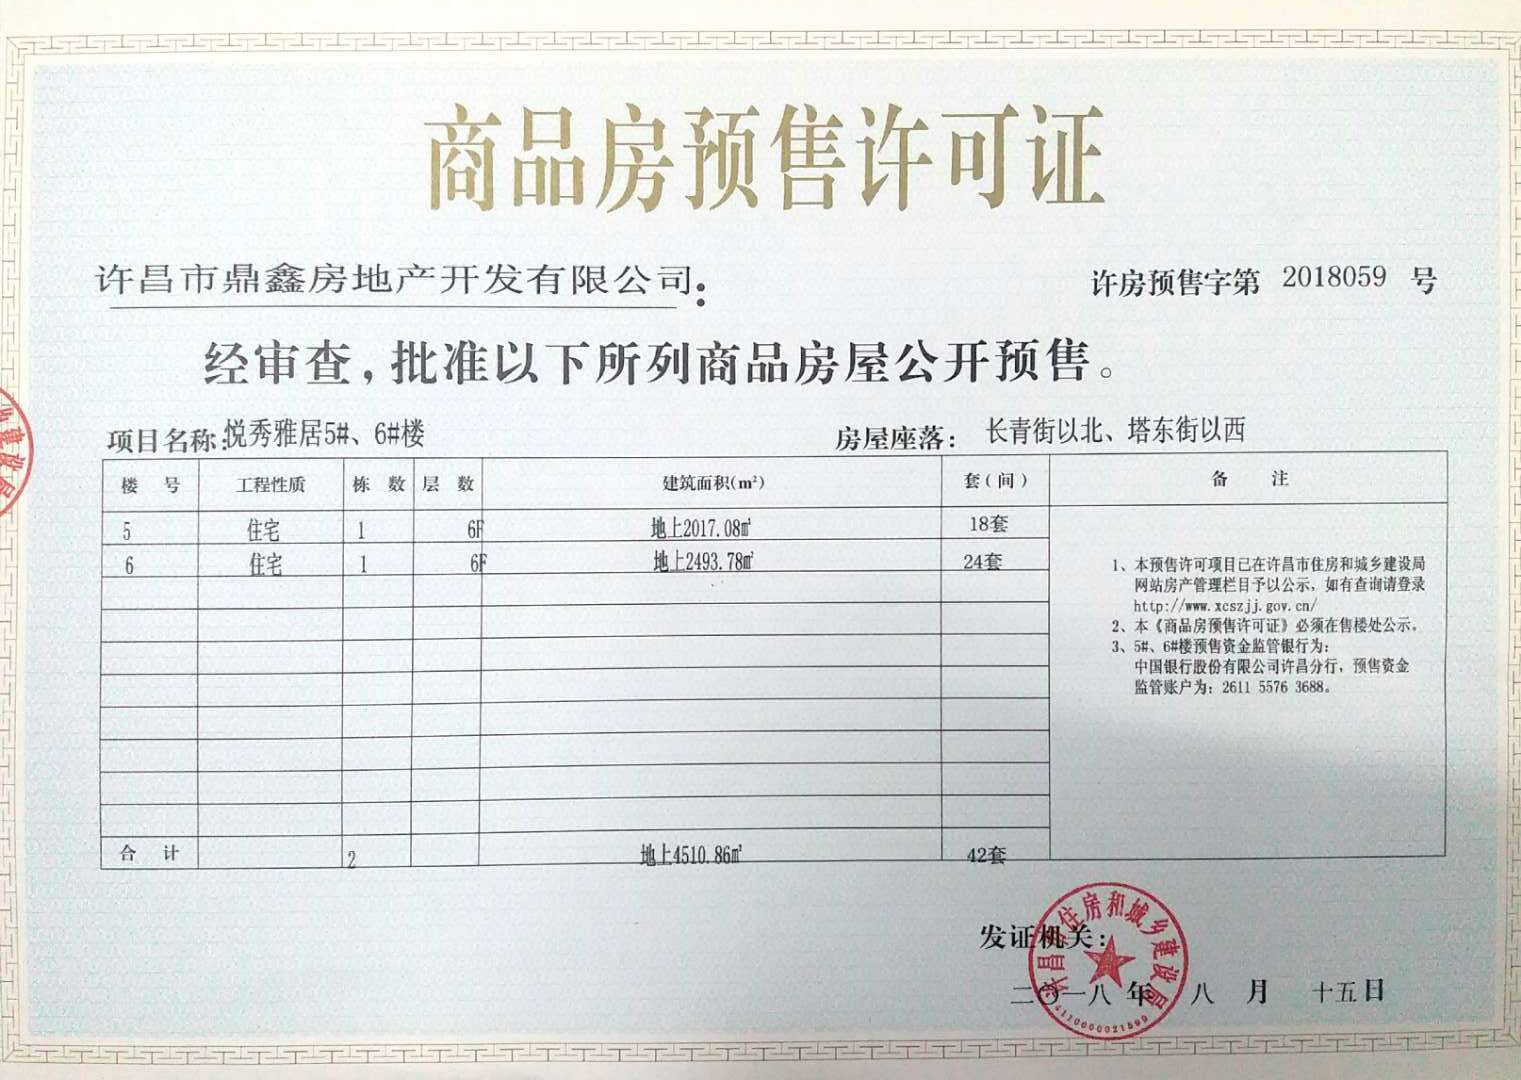 商品房预售许可证
许昌市鼎鑫房地产开发有限公司:
许房预售字第 2018059 号
经审查,批准以下所列商品房屋公开预售。
项目名称:悦秀雅居5#、6#楼
房屋座落: 长青街以北、塔东街以西
楼 号 工程性质 栋 数 层 数 建筑面积(m²) 套(间) 备 注
5 住宅 1 6F 地上2017.08㎡ 18套
6 住宅 1 6F 地上2493.78㎡ 24套
1、本预售许可项目已在许昌市住房和城乡建设局
网站房产管理栏目予以公示, 如有查询请登录
http://www.xcszjj.gov.cn/
2、本《商品房预售许可证》必须在售楼处公示。
3、5#、6#楼预售资金监管银行为:
中国银行股份有限公司许昌分行, 预售资金
监管账户为: 2611 5576 3688。
合 计 2 地上4510.86㎡ 42套
发证机关:
二〇一八 年 八 月 十五日
许昌市住房和城乡建设局